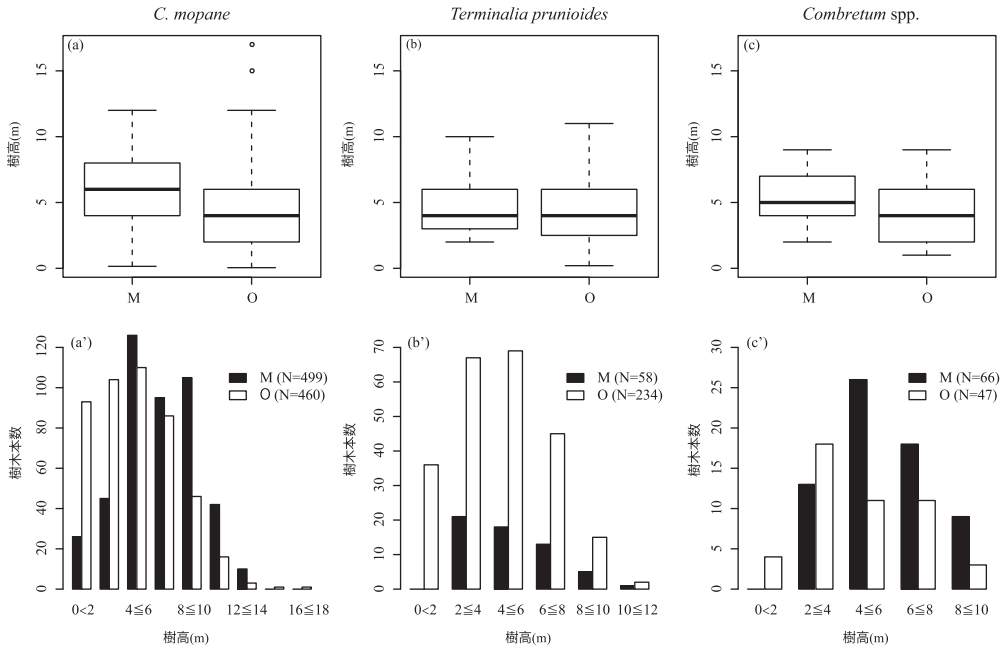 C. mopane
Terminalia prunioides
Combretum spp.
(a)
樹高(m)
15
10
5
0
M
O
(b)
樹高(m)
15
10
5
0
M
O
(c)
樹高(m)
15
10
5
0
M
O
(a’)
M (N=499)
O (N=460)
樹木本数
120
100
80
60
40
20
0
0<2 4≦6 8≦10 12≦14 16≦18
樹高(m)
(b’)
M (N=58)
O (N=234)
樹木本数
70
60
50
40
30
20
10
0
0<2 2≦4 4≦6 6≦8 8≦10 10≦12
樹高(m)
(c’)
M (N=66)
O (N=47)
樹木本数
30
25
20
15
10
5
0
0<2 2≦4 4≦6 6≦8 8≦10
樹高(m)